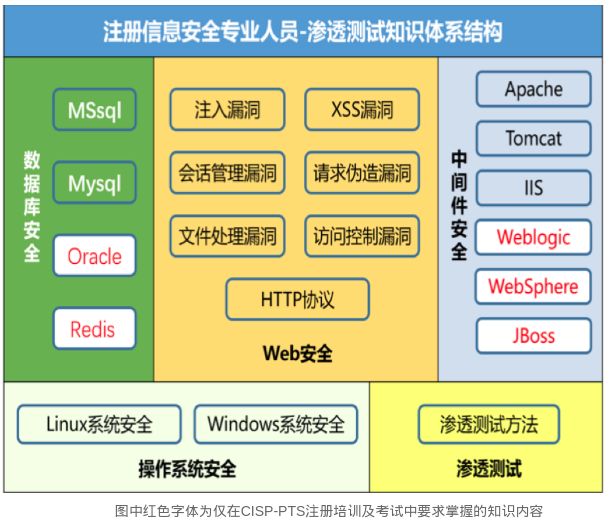 注册信息安全专业人员-渗透测试知识体系结构
数据库安全
MSsql
Mysql
Oracle
Redis
注入漏洞
XSS漏洞
会话管理漏洞
请求伪造漏洞
文件处理漏洞
访问控制漏洞
HTTP协议
Web安全
中间件安全
Apache
Tomcat
IIS
Weblogic
WebSphere
JBoss
Linux系统安全
Windows系统安全
操作系统安全
渗透测试方法
渗透测试
图中红色字体为仅在CISP-PTS注册培训及考试中要求掌握的知识内容